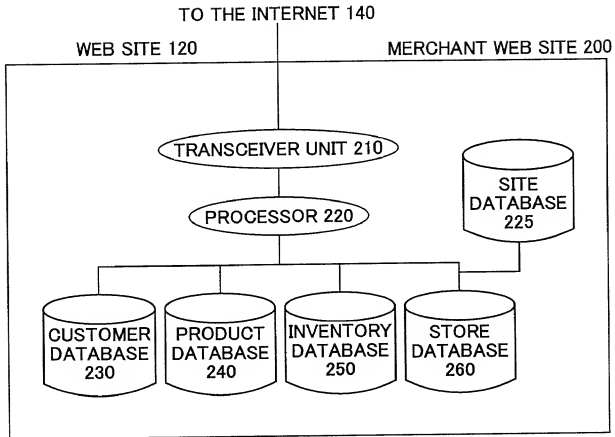 TO THE INTERNET 140
WEB SITE 120
MERCHANT WEB SITE 200
TRANSCEIVER UNIT 210
PROCESSOR 220
SITE
DATABASE
225
CUSTOMER
DATABASE
230
PRODUCT
DATABASE
240
INVENTORY
DATABASE
250
STORE
DATABASE
260